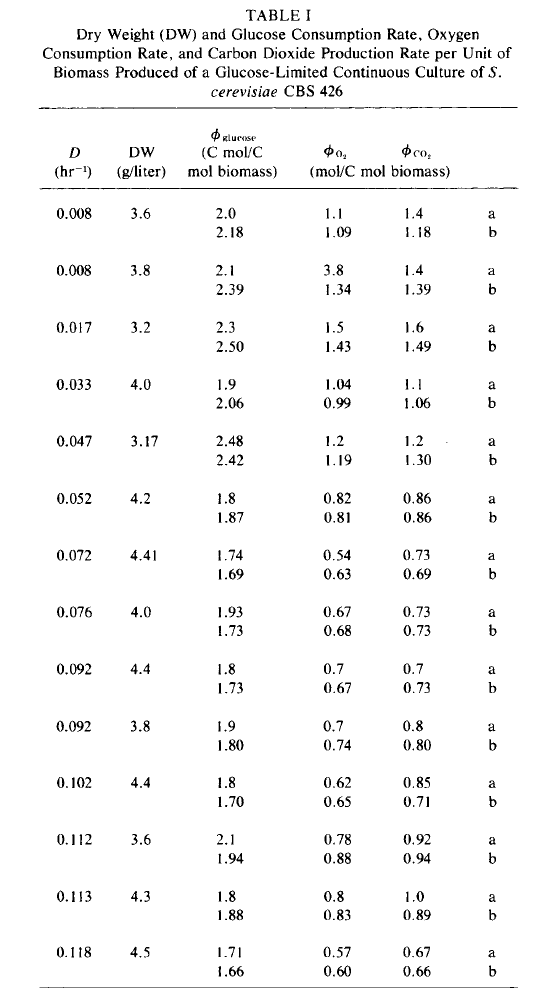 TABLE I
Dry Weight (DW) and Glucose Consumption Rate, Oxygen
Consumption Rate, and Carbon Dioxide Production Rate per Unit of
Biomass Produced of a Glucose-Limited Continuous Culture of S.
cerevisiae CBS 426
ϕglucose
D DW (C mol/C ϕO₂ ϕCO₂
(hr⁻¹) (g/liter) mol biomass) (mol/C mol biomass)
0.008 3.6 2.0 1.1 1.4 a
2.18 1.09 1.18 b
0.008 3.8 2.1 3.8 1.4 a
2.39 1.34 1.39 b
0.017 3.2 2.3 1.5 1.6 a
2.50 1.43 1.49 b
0.033 4.0 1.9 1.04 1.1 a
2.06 0.99 1.06 b
0.047 3.17 2.48 1.2 1.2 a
2.42 1.19 1.30 b
0.052 4.2 1.8 0.82 0.86 a
1.87 0.81 0.86 b
0.072 4.41 1.74 0.54 0.73 a
1.69 0.63 0.69 b
0.076 4.0 1.93 0.67 0.73 a
1.73 0.68 0.73 b
0.092 4.4 1.8 0.7 0.7 a
1.73 0.67 0.73 b
0.092 3.8 1.9 0.7 0.8 a
1.80 0.74 0.80 b
0.102 4.4 1.8 0.62 0.85 a
1.70 0.65 0.71 b
0.112 3.6 2.1 0.78 0.92 a
1.94 0.88 0.94 b
0.113 4.3 1.8 0.8 1.0 a
1.88 0.83 0.89 b
0.118 4.5 1.71 0.57 0.67 a
1.66 0.60 0.66 b